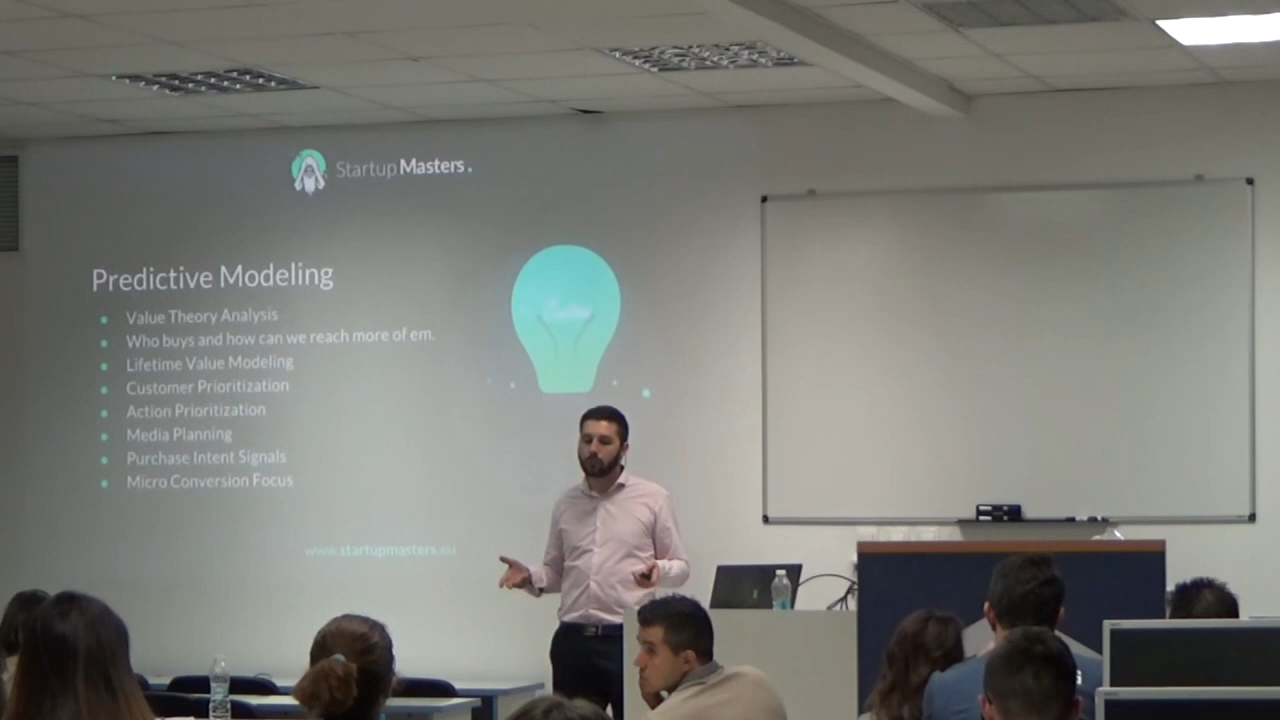 Startup Masters.
Predictive Modeling
Value Theory Analysis
Who buys and how can we reach more of em.
Lifetime Value Modeling
Customer Prioritization
Action Prioritization
Media Planning
Purchase Intent Signals
Micro Conversion Focus
www.startupmasters.eu